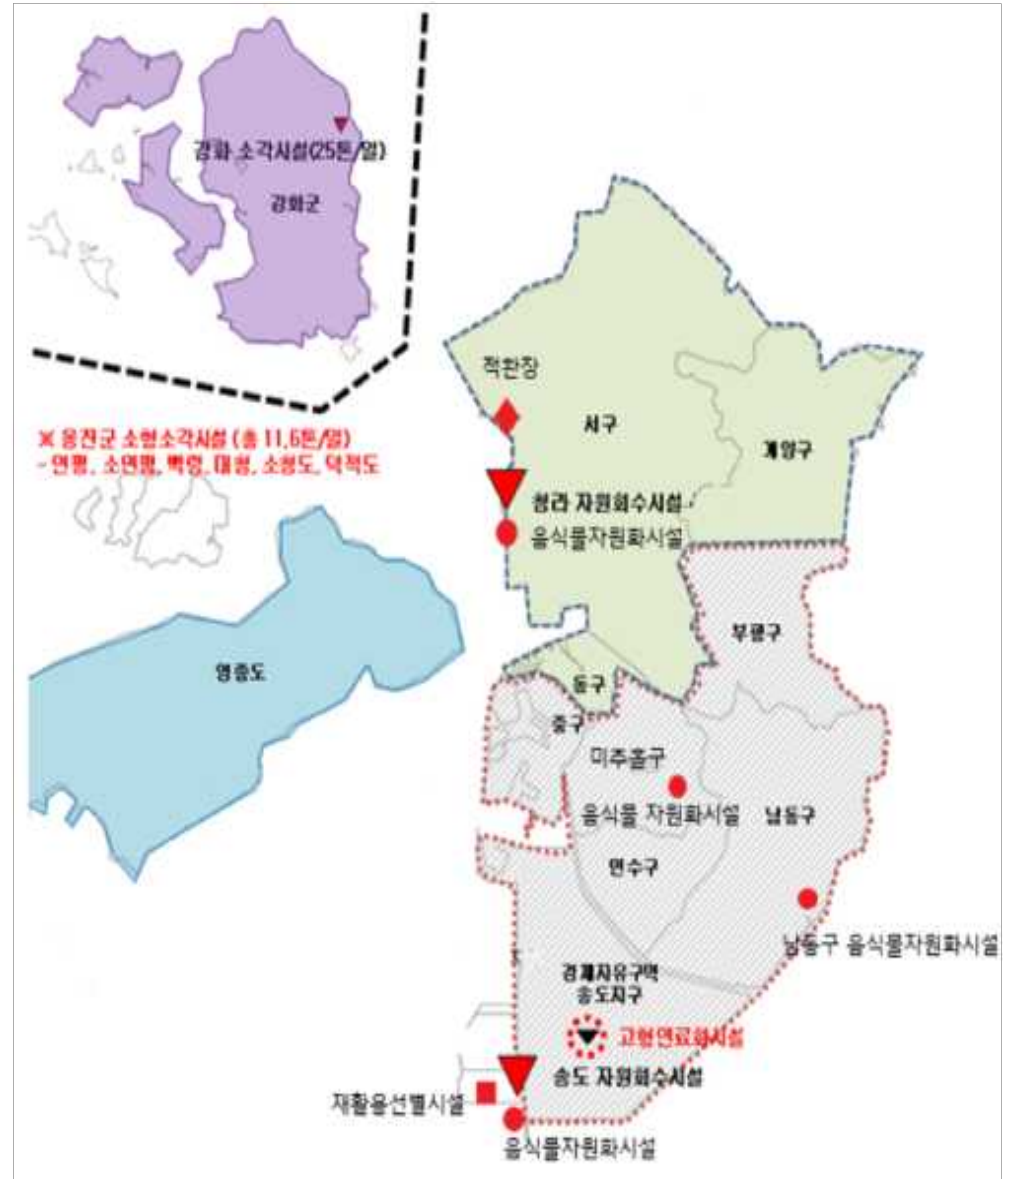 강화 소각시설(25톤/일)
강화군
※ 옹진군 소형소각시설 (총 11.6톤/일)
- 연평, 소연평, 백령, 대청, 소청도, 덕적도
적환장
서구
계양구
청라 자원회수시설
음식물자원화시설
부평구
영종도
동구
중구
미추홀구
음식물 자원화시설
남동구
연수구
남동구 음식물자원화시설
경제자유구역
송도지구
고형연료화시설
송도 자원회수시설
재활용선별시설
음식물자원화시설